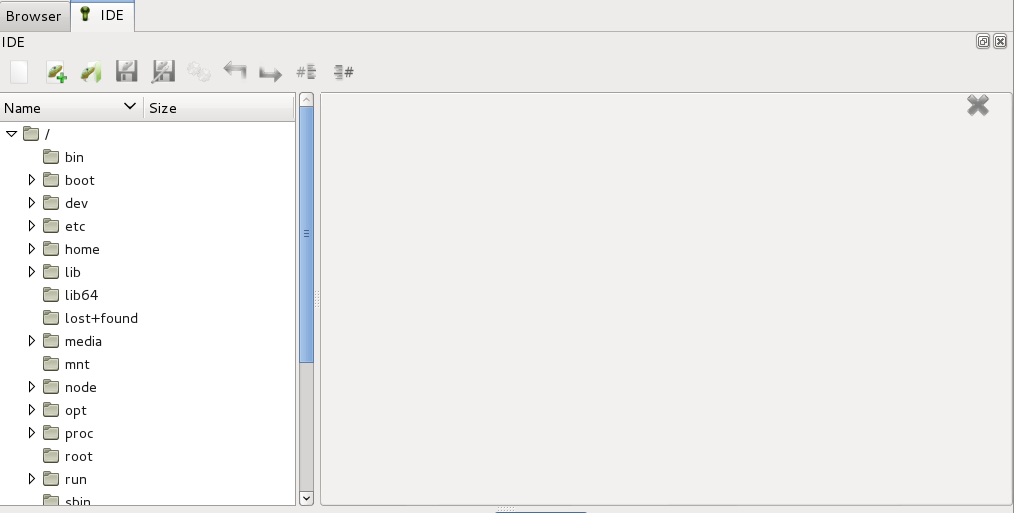 Browser IDE
IDE
#
#
Name Size
/
bin
boot
dev
etc
home
lib
lib64
lost+found
media
mnt
node
opt
proc
root
run
sbin